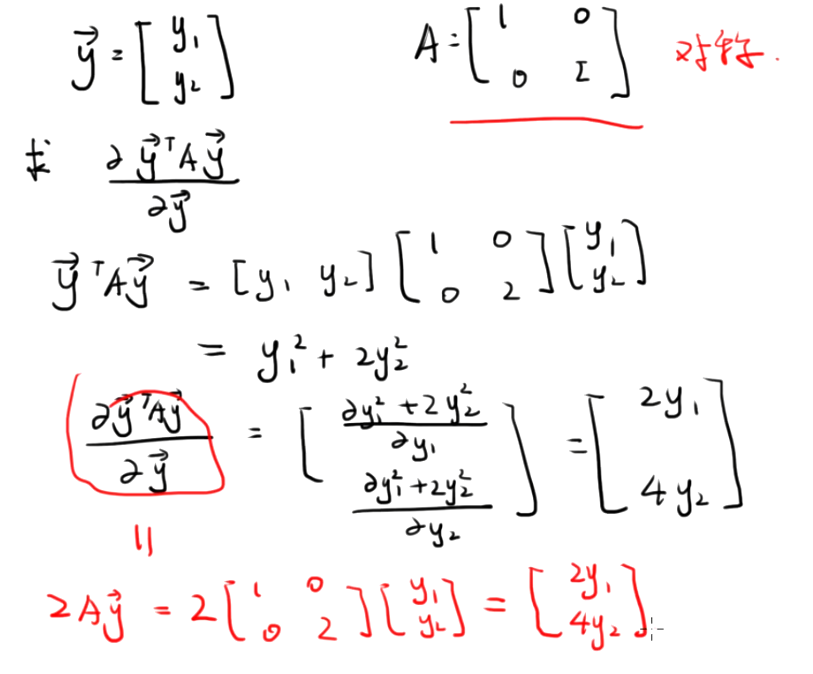 $\vec{y} = \begin{bmatrix} y_1 \\ y_2 \end{bmatrix}$ $A = \begin{bmatrix} 1 & 0 \\ 0 & 2 \end{bmatrix}$ 对称.
求 $\frac{\partial \vec{y}^T A \vec{y}}{\partial \vec{y}}$
$\vec{y}^T A \vec{y} = [y_1 \ y_2] \begin{bmatrix} 1 & 0 \\ 0 & 2 \end{bmatrix} \begin{bmatrix} y_1 \\ y_2 \end{bmatrix}$
$= y_1^2 + 2y_2^2$
$\frac{\partial \vec{y}^T A \vec{y}}{\partial \vec{y}} = \begin{bmatrix} \frac{\partial y_1^2 + 2y_2^2}{\partial y_1} \\ \frac{\partial y_1^2 + 2y_2^2}{\partial y_2} \end{bmatrix} = \begin{bmatrix} 2y_1 \\ 4y_2 \end{bmatrix}$
||
$2A\vec{y} = 2 \begin{bmatrix} 1 & 0 \\ 0 & 2 \end{bmatrix} \begin{bmatrix} y_1 \\ y_2 \end{bmatrix} = \begin{bmatrix} 2y_1 \\ 4y_2 \end{bmatrix}$